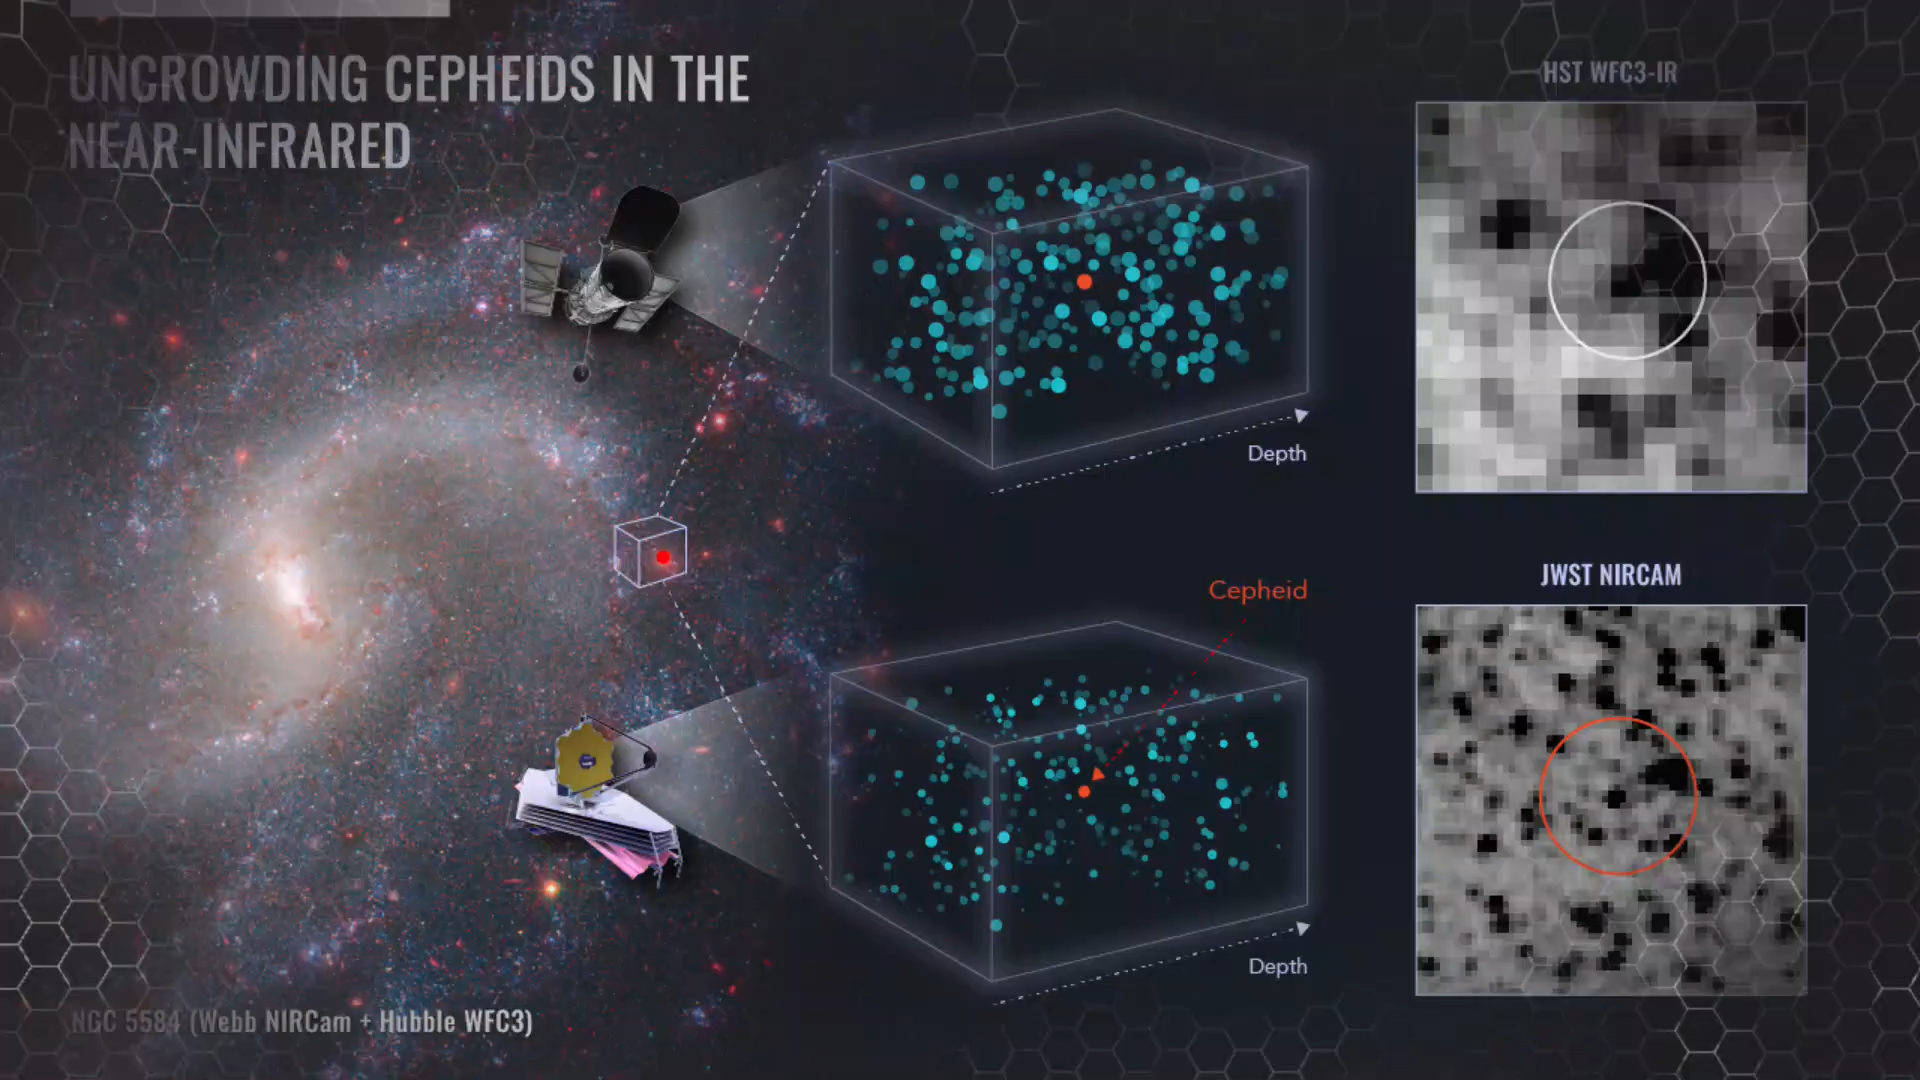 UNCROWDING CEPHEIDS IN THE
NEAR-INFRARED
HST WFC3-IR
Depth
Cepheid
JWST NIRCAM
Depth
NGC 5584 (Webb NIRCam + Hubble WFC3)